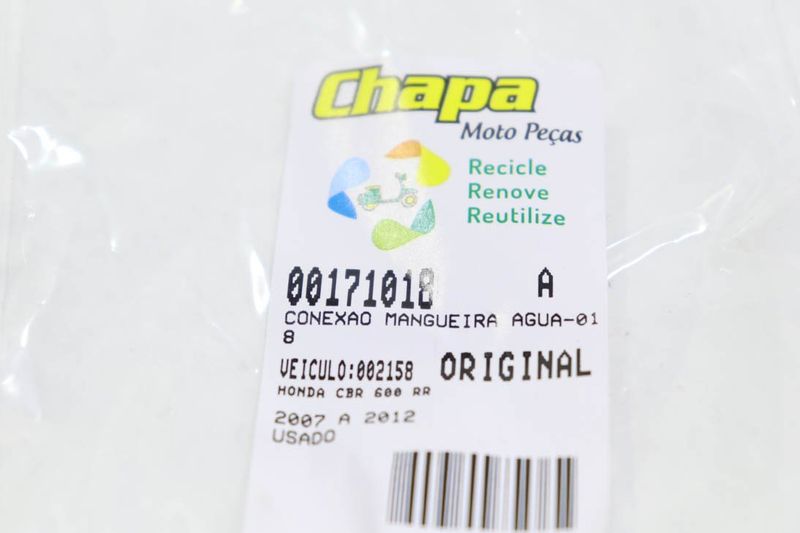 Chapa
Moto Peças
Recicle
Renove
Reutilize
00171018 A
CONEXAO MANGUEIRA AGUA-01
8
VEICULO:002158 ORIGINAL
HONDA CBR 600 RR
2007 A 2012
USADO